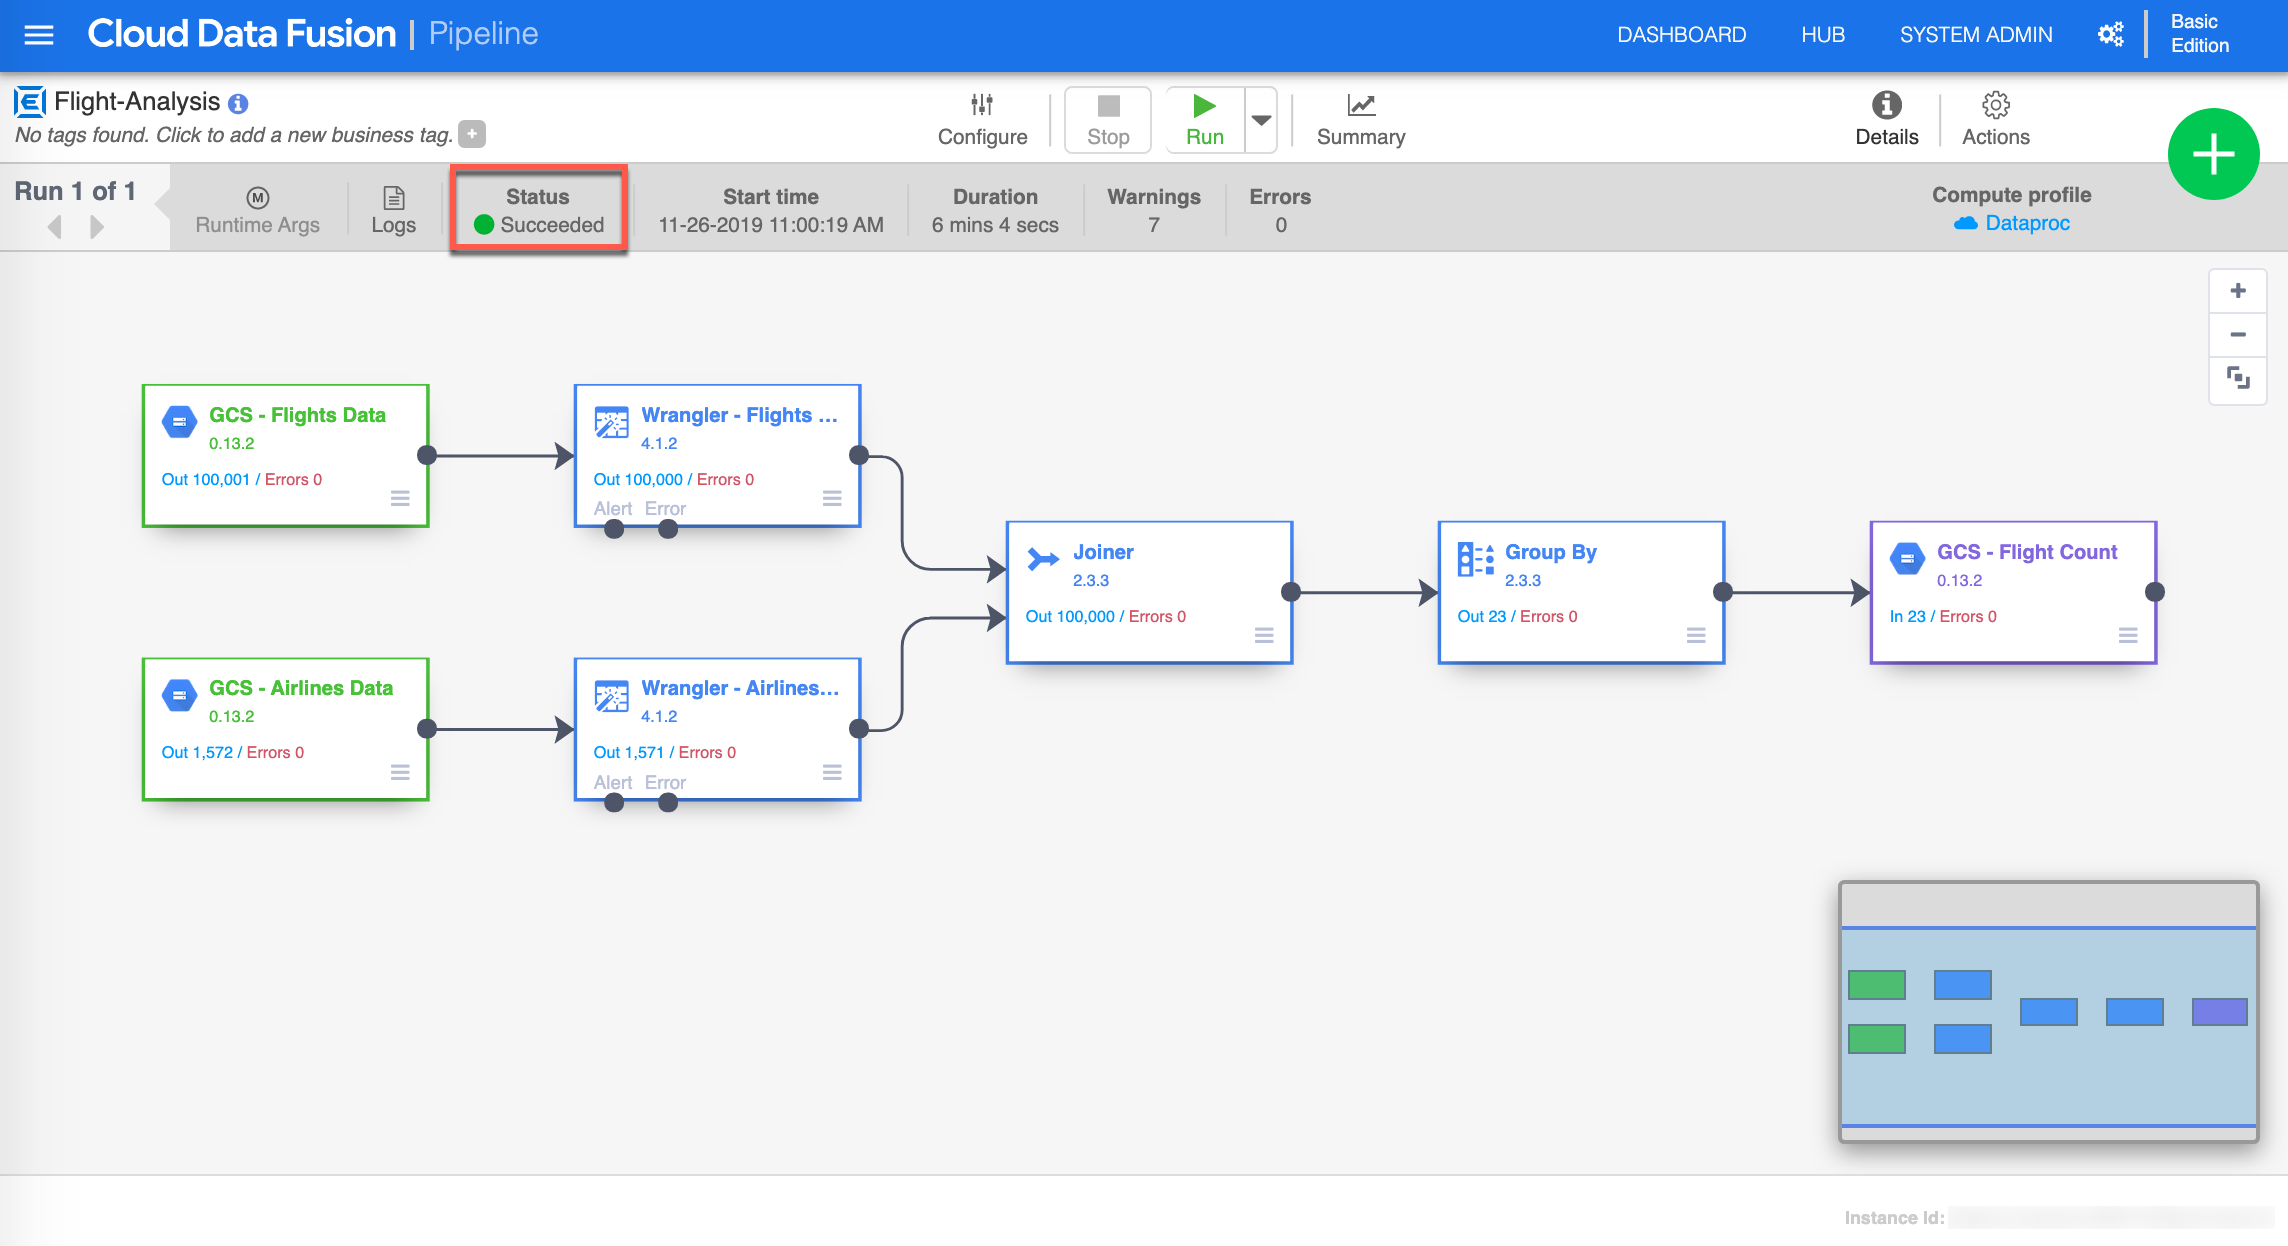 Cloud Data Fusion | Pipeline
DASHBOARD
HUB
SYSTEM ADMIN
Basic
Edition
Flight-Analysis
No tags found. Click to add a new business tag.
Configure
Stop
Run
Summary
Details
Actions
Run 1 of 1
Runtime Args
Logs
Status
Succeeded
Start time
11-26-2019 11:00:19 AM
Duration
6 mins 4 secs
Warnings
7
Errors
0
Compute profile
Dataproc
GCS - Flights Data
0.13.2
Out 100,001 / Errors 0
Wrangler - Flights ...
4.1.2
Out 100,000 / Errors 0
Alert Error
Joiner
2.3.3
Out 100,000 / Errors 0
Group By
2.3.3
Out 23 / Errors 0
GCS - Flight Count
0.13.2
In 23 / Errors 0
GCS - Airlines Data
0.13.2
Out 1,572 / Errors 0
Wrangler - Airlines...
4.1.2
Out 1,571 / Errors 0
Alert Error
Instance Id: